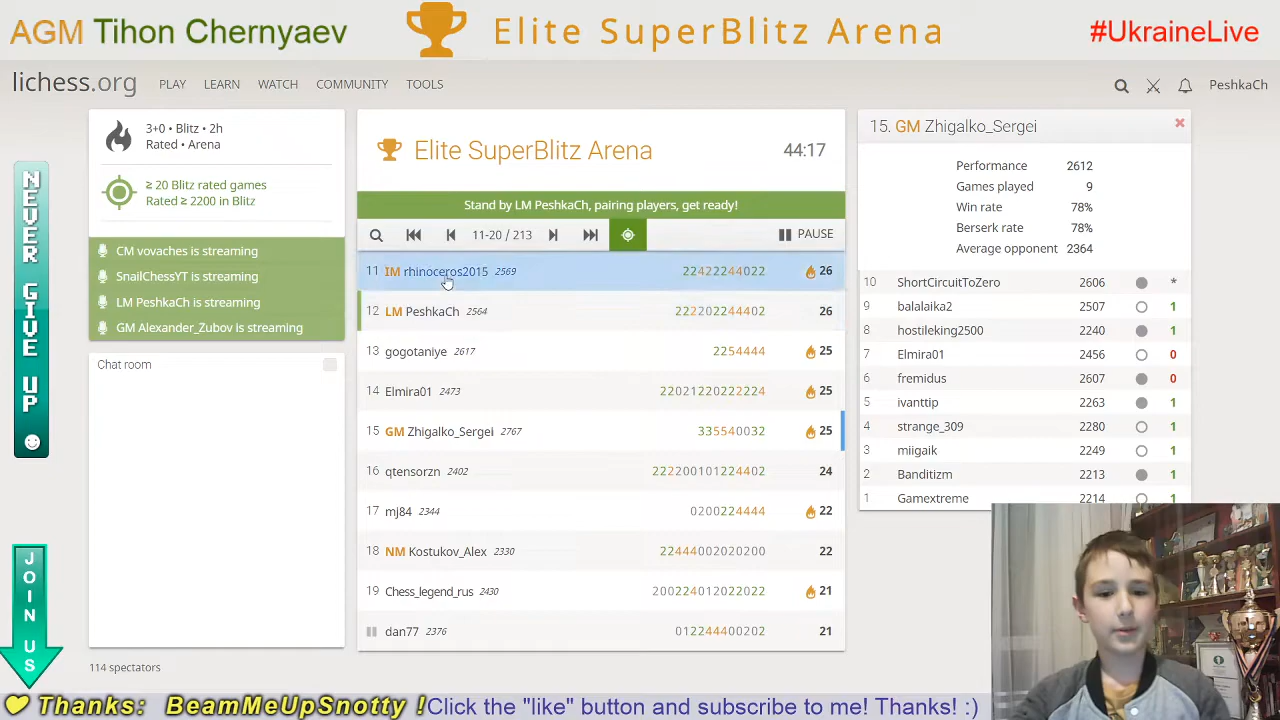 AGM Tihon Chernyaev
Elite SuperBlitz Arena
#UkraineLive
lichess.org
PLAY LEARN WATCH COMMUNITY TOOLS
PeshkaCh
NEVER GIVE UP
JOIN US
3+0 • Blitz • 2h
Rated • Arena
≥ 20 Blitz rated games
Rated ≥ 2200 in Blitz
CM vovaches is streaming
SnailChessYT is streaming
LM PeshkaCh is streaming
GM Alexander_Zubov is streaming
Chat room
114 spectators
Elite SuperBlitz Arena 44:17
Stand by LM PeshkaCh, pairing players, get ready!
11-20 / 213 PAUSE
11 IM rhinoceros2015 2569 22422244022 26
12 LM PeshkaCh 2564 222202244402 26
13 gogotaniye 2617 2254444 25
14 Elmira01 2473 22021220222224 25
15 GM Zhigalko_Sergei 2767 335540032 25
16 qtensorzn 2402 222200101224402 24
17 mj84 2344 0200224444 22
18 NM Kostukov_Alex 2330 22444002020200 22
19 Chess_legend_rus 2430 200224012022022 21
dan77 2376 012244400202 21
15. GM Zhigalko_Sergei
Performance 2612
Games played 9
Win rate 78%
Berserk rate 78%
Average opponent 2364
10 ShortCircuitToZero 2606 *
9 balalaika2 2507 1
8 hostileking2500 2240 1
7 Elmira01 2456 0
6 fremidus 2607 0
5 ivanttip 2263 1
4 strange_309 2280 1
3 miigaik 2249 1
2 Banditizm 2213 1
1 Gamextreme 2214 1
Thanks: BeamMeUpSnotty ! Click the "like" button and subscribe to me! Thanks! :)